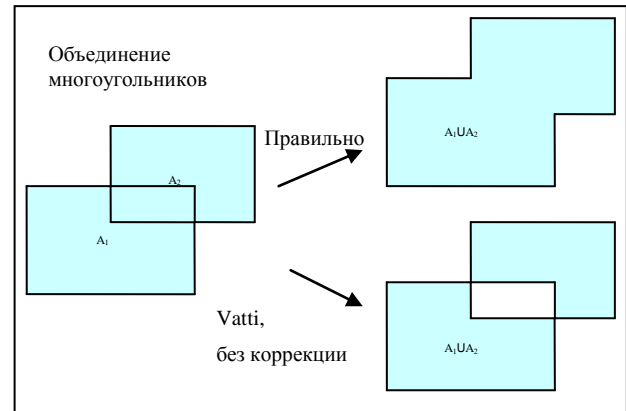 Объединение
многоугольников
Правильно
A₁UA₂
A₂
A₁
Vatti,
без коррекции
A₁UA₂